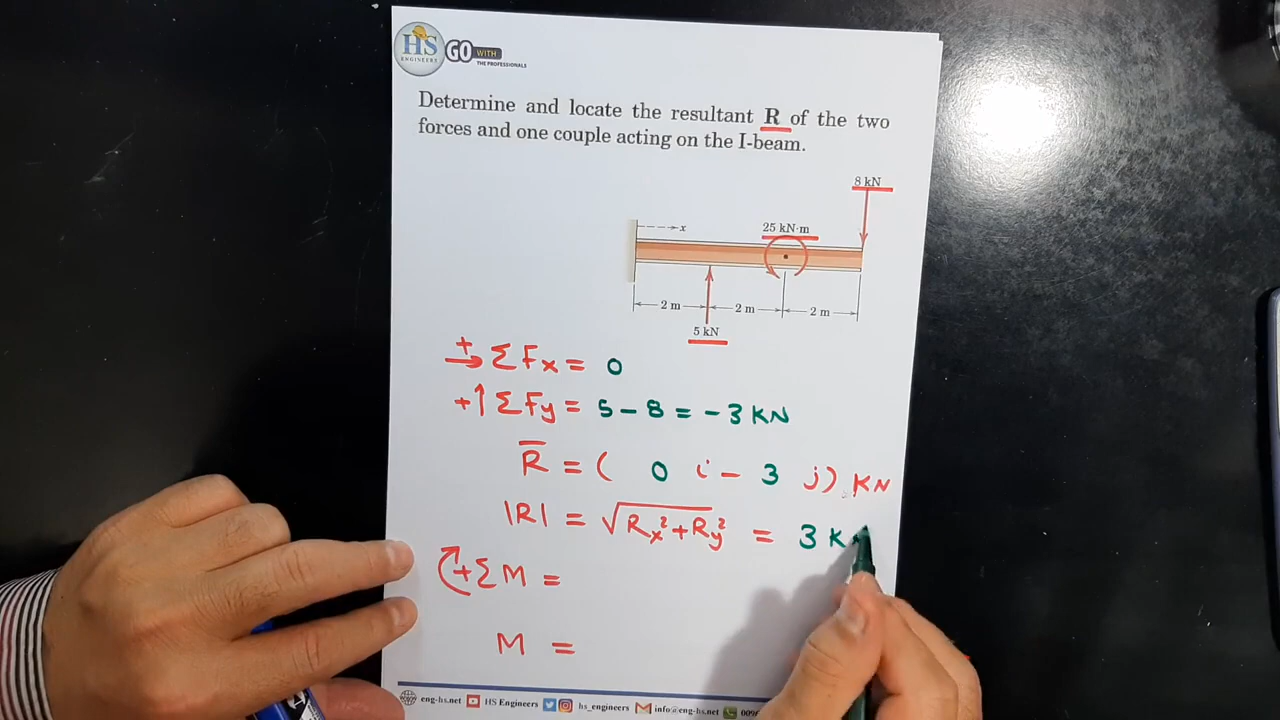 HS
ENGINEERS
GO WITH
THE PROFESSIONALS
Determine and locate the resultant R of the two
forces and one couple acting on the I-beam.
8 kN
25 kN·m
x
2 m
2 m
2 m
5 kN
+→ ΣFx = 0
+↑ ΣFy = 5 - 8 = - 3 KN
R̅ = ( 0 i - 3 j) KN
|R| = √Rx²+Ry² = 3 K
+ΣM =
M =
eng-hs.net HS Engineers hs_engineers info@eng-hs.net